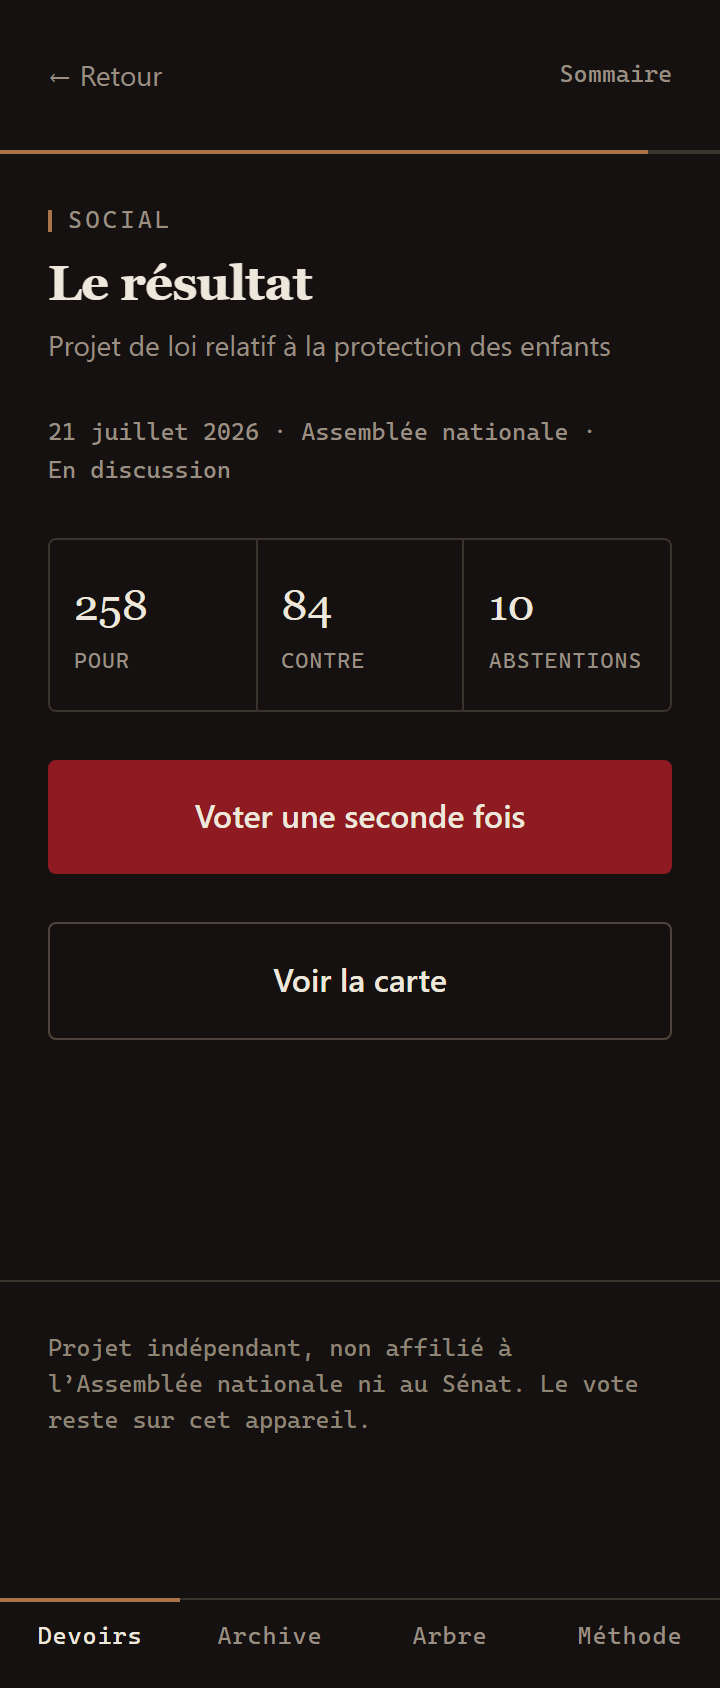 ← Retour
Sommaire
SOCIAL
Le résultat
Projet de loi relatif à la protection des enfants
21 juillet 2026 · Assemblée nationale ·
En discussion
258
POUR
84
CONTRE
10
ABSTENTIONS
Voter une seconde fois
Voir la carte
Projet indépendant, non affilié à
l’Assemblée nationale ni au Sénat. Le vote
reste sur cet appareil.
Devoirs
Archive
Arbre
Méthode